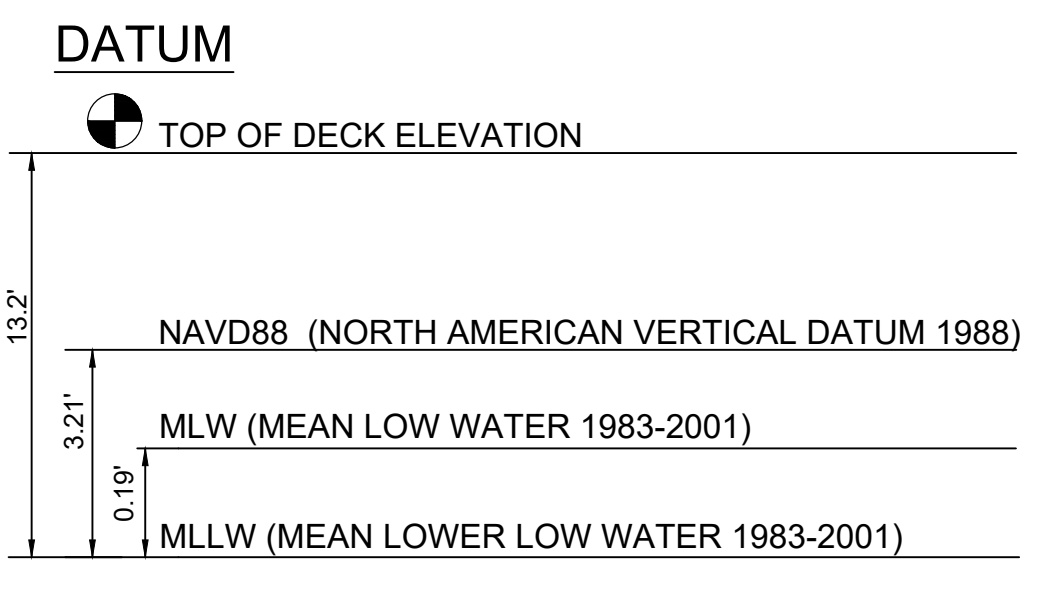 DATUM
TOP OF DECK ELEVATION
13.2'
NAVD88 (NORTH AMERICAN VERTICAL DATUM 1988)
3.21'
MLW (MEAN LOW WATER 1983-2001)
0.19'
MLLW (MEAN LOWER LOW WATER 1983-2001)